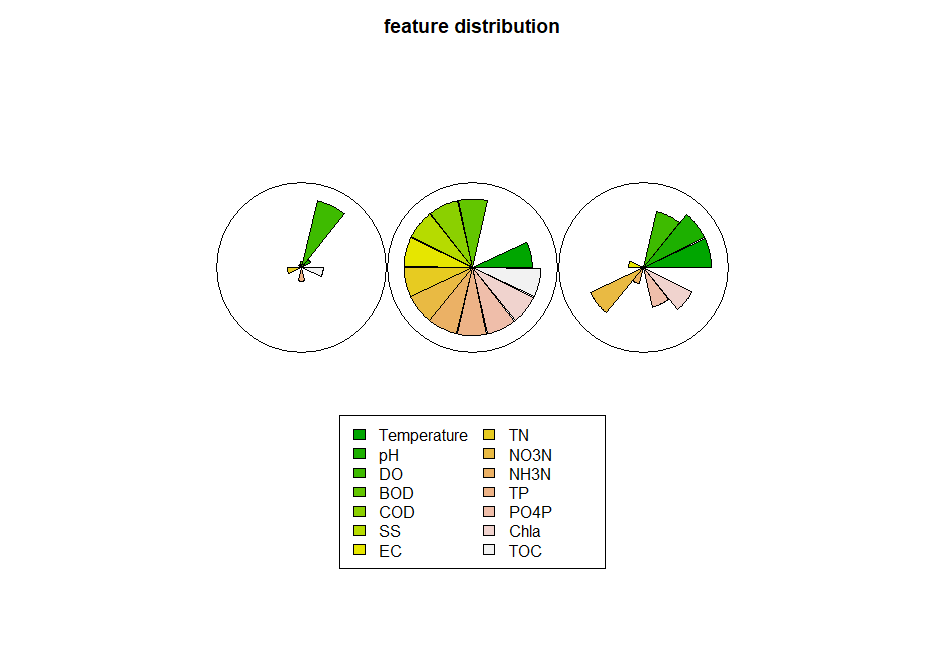 feature distribution
Temperature
pH
DO
BOD
COD
SS
EC
TN
NO3N
NH3N
TP
PO4P
Chla
TOC